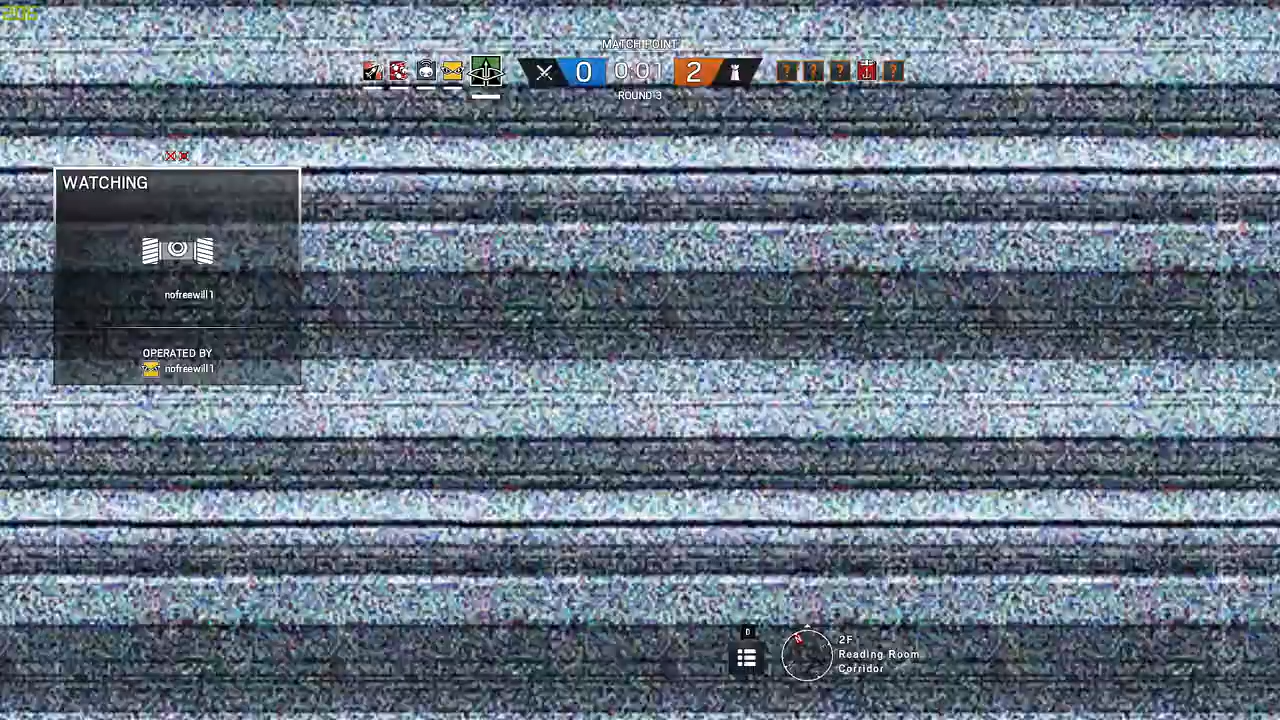 MATCH POINT
0 0:01 2
ROUND 3
? ? ? ?
WATCHING
nofreewill1
OPERATED BY
nofreewill1
D
2F
Reading Room
Corridor